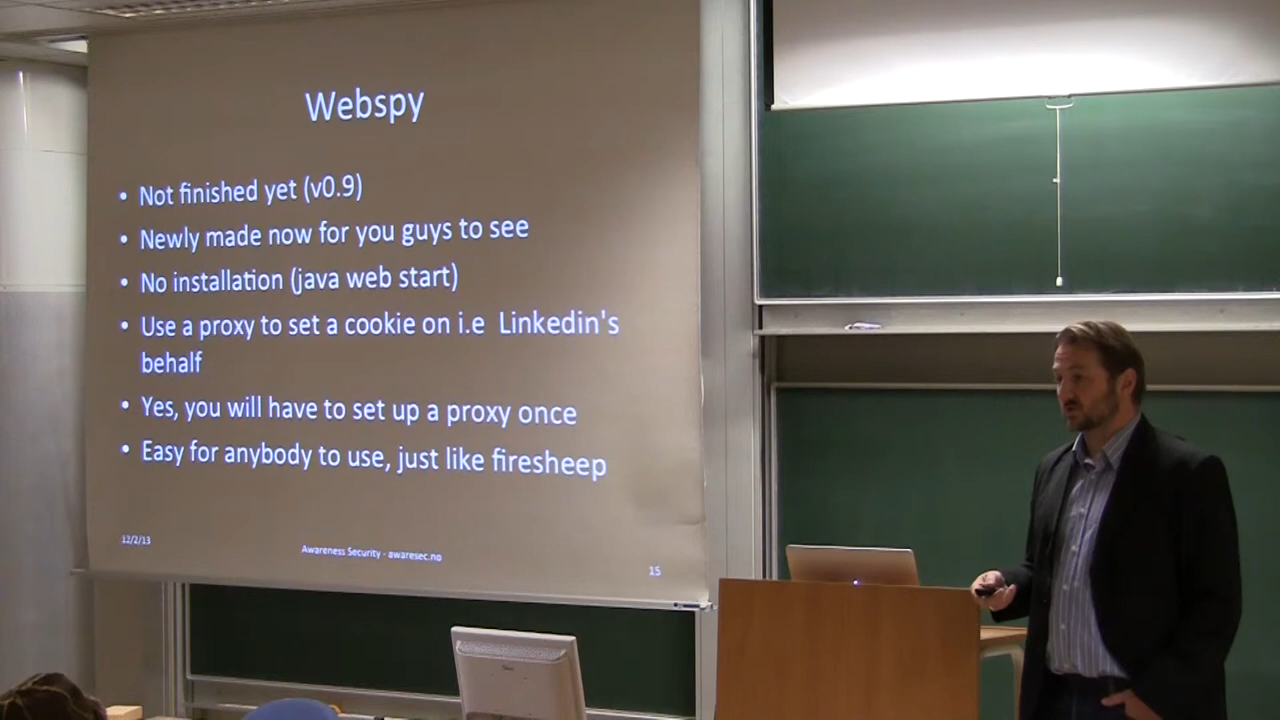 Webspy
• Not finished yet (v0.9)
• Newly made now for you guys to see
• No installation (java web start)
• Use a proxy to set a cookie on i.e Linkedin's
behalf
• Yes, you will have to set up a proxy once
• Easy for anybody to use, just like firesheep
12/2/13
Awareness Security - awaresec.no
15